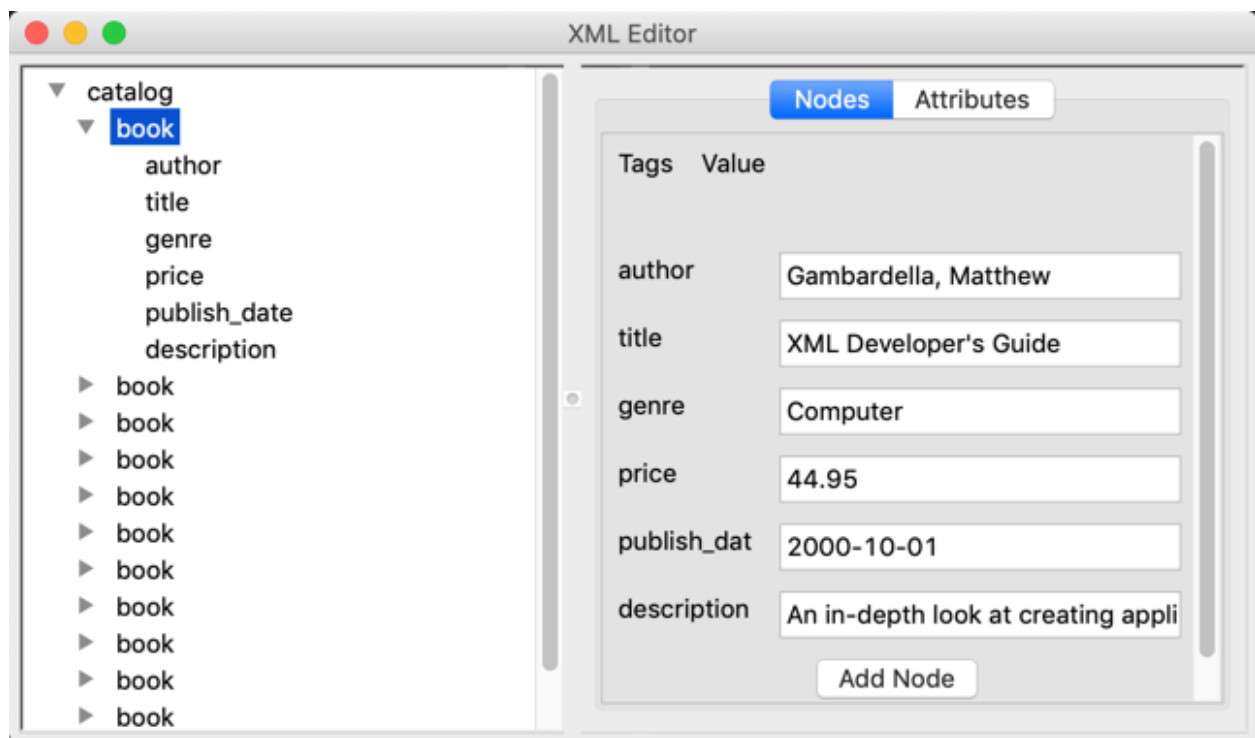 XML Editor
catalog
book
author
title
genre
price
publish_date
description
book
book
book
book
book
book
book
book
book
book
Nodes Attributes
Tags Value
author Gambardella, Matthew
title XML Developer's Guide
genre Computer
price 44.95
publish_dat 2000-10-01
description An in-depth look at creating appli
Add Node